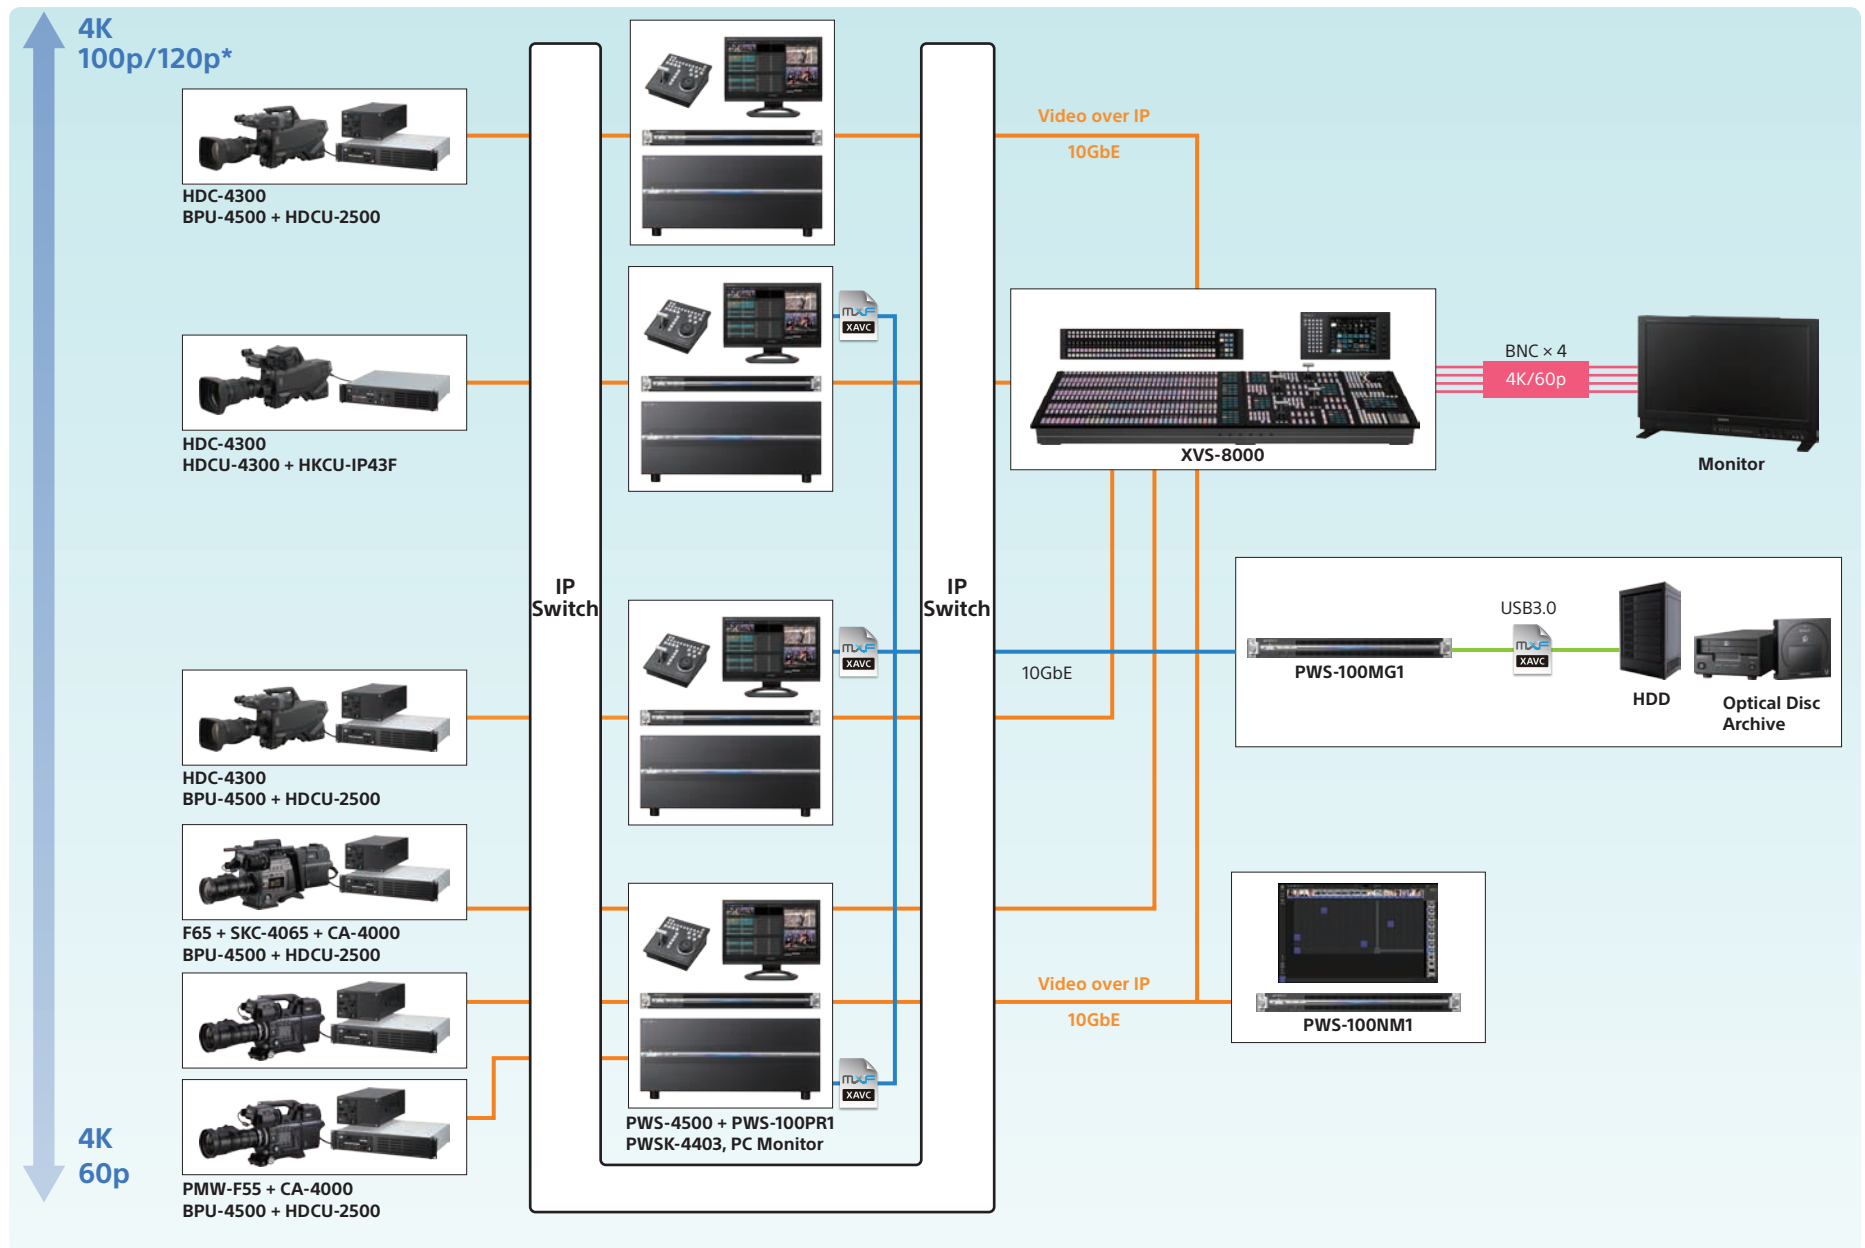 4K
100p/120p*
HDC-4300
BPU-4500 + HDCU-2500
HDC-4300
HDCU-4300 + HKCU-IP43F
HDC-4300
BPU-4500 + HDCU-2500
F65 + SKC-4065 + CA-4000
BPU-4500 + HDCU-2500
4K
60p
PMW-F55 + CA-4000
BPU-4500 + HDCU-2500
IP
Switch
MXF
XAVC
MXF
XAVC
MXF
XAVC
PWS-4500 + PWS-100PR1
PWSK-4403, PC Monitor
IP
Switch
Video over IP
10GbE
XVS-8000
BNC × 4
4K/60p
Monitor
10GbE
PWS-100MG1
USB3.0
MXF
XAVC
HDD
Optical Disc
Archive
Video over IP
10GbE
PWS-100NM1